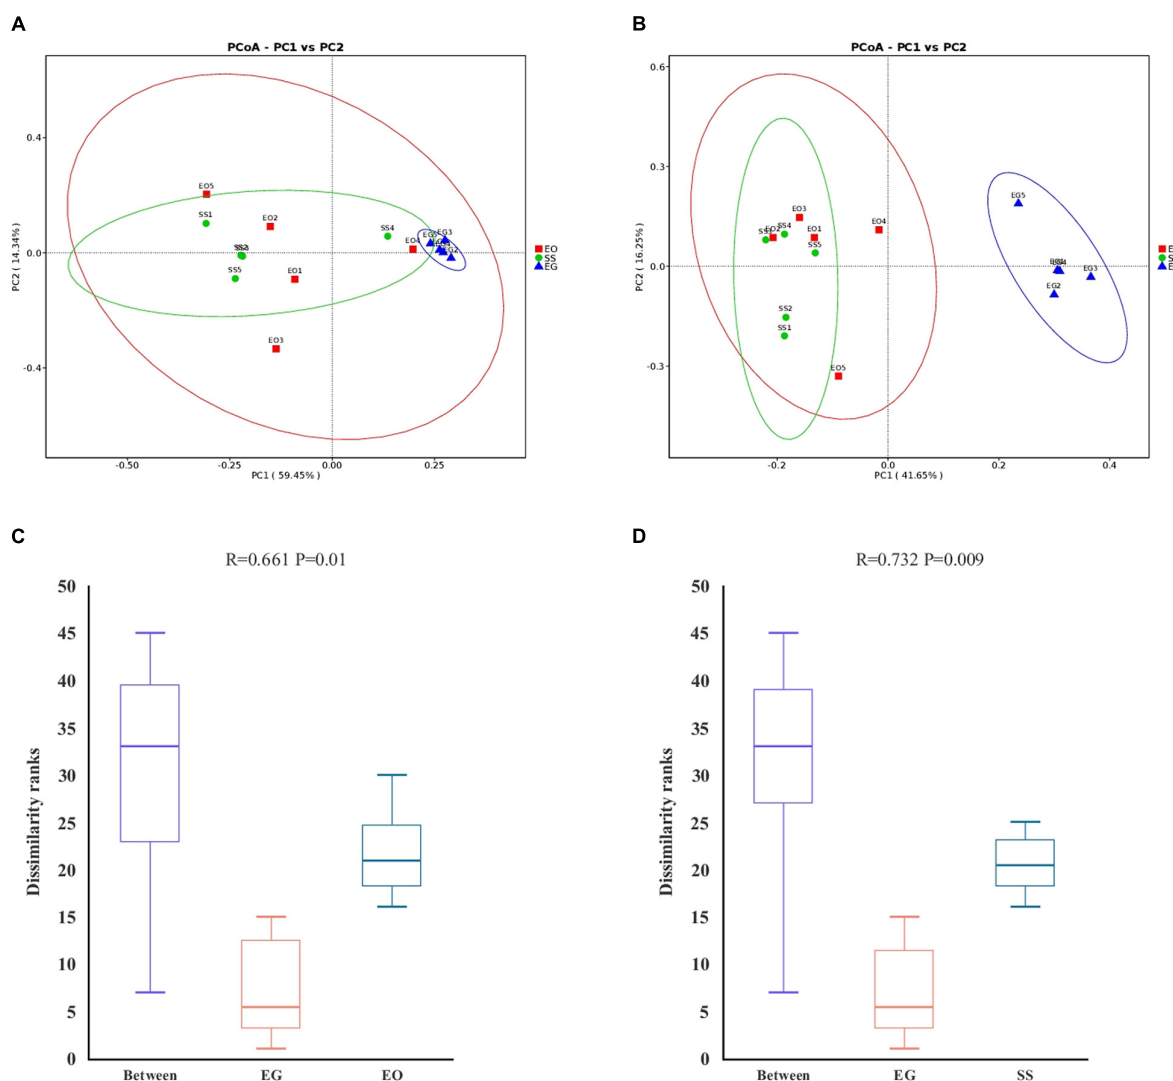 A
PCoA - PC1 vs PC2
0.4
0.0
-0.4
PC2 ( 14.34%)
EO5
SS1
EO2
SS5
EO1
EO3
SS4
EO4
EG5
EG3
EG2
EO
SS
EG
-0.50
-0.25
0.00
0.25
PC1 ( 59.45%)
B
PCoA - PC1 vs PC2
0.6
0.3
0.0
-0.3
PC2 ( 16.25%)
EO3
EO4
EO2
SS4
EO1
SS5
SS2
SS1
EO5
EG5
EG3
EG2
E
S
E
-0.2
0.0
0.2
0.4
PC1 ( 41.65%)
C
R=0.661 P=0.01
50
45
40
35
30
25
20
15
10
5
0
Dissimilarity ranks
Between
EG
EO
D
R=0.732 P=0.009
50
45
40
35
30
25
20
15
10
5
0
Dissimilarity ranks
Between
EG
SS